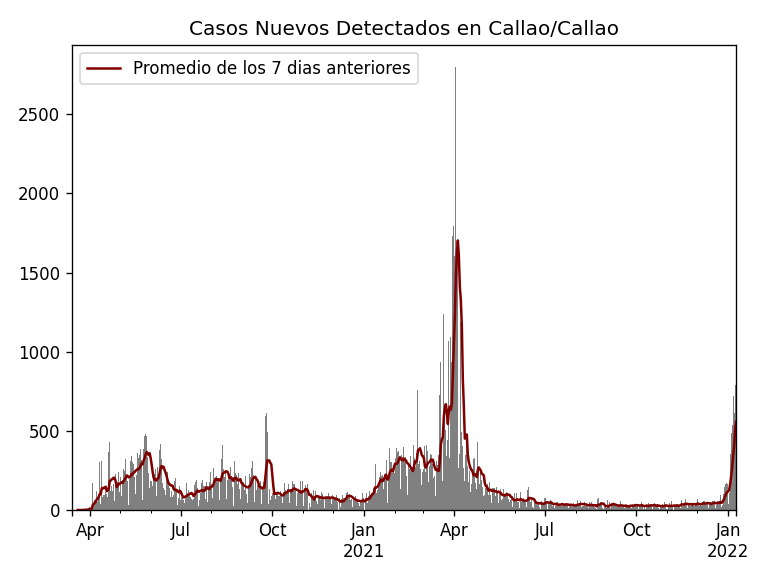 Casos Nuevos Detectados en Callao/Callao
Promedio de los 7 dias anteriores
2500
2000
1500
1000
500
0
Apr Jul Oct Jan Apr Jul Oct Jan
2021 2022